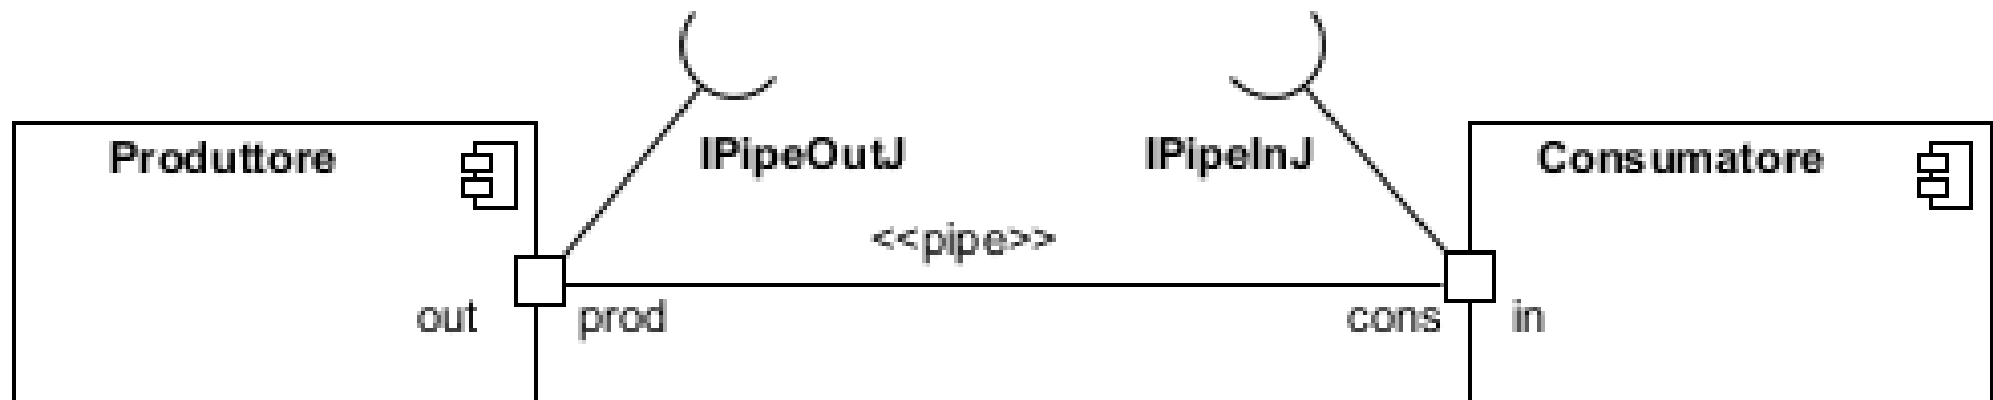 Produttore
IPipeOutJ
IPipeInJ
Consumatore
<<pipe>>
out
prod
cons
in